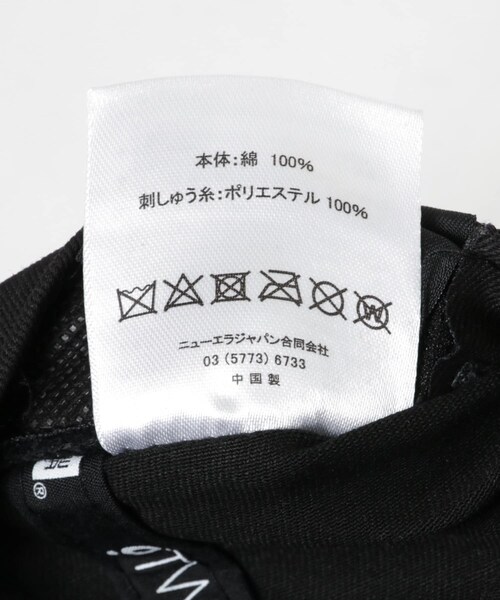 本体:綿 100%
刺しゅう糸:ポリエステル 100%
ニューエラジャパン合同会社
03 (5773) 6733
中国製
®